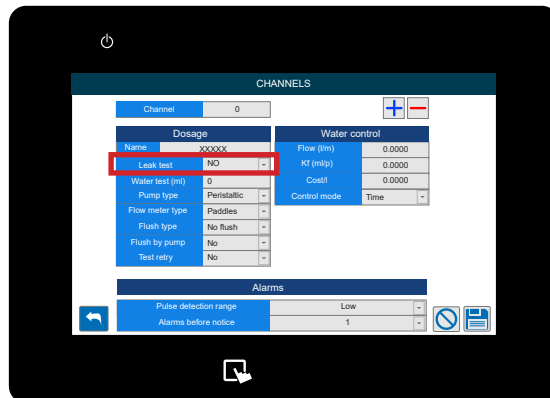 CHANNELS
Channel 0
Dosage
Name XXXXX
Leak test NO
Water test (ml) 0
Pump type Peristaltic
Flow meter type Paddles
Flush type No flush
Flush by pump No
Test retry No
Water control
Flow (l/m) 0.0000
Kf (ml/p) 0.0000
Cost/l 0.0000
Control mode Time
Alarms
Pulse detection range Low
Alarms before notice 1